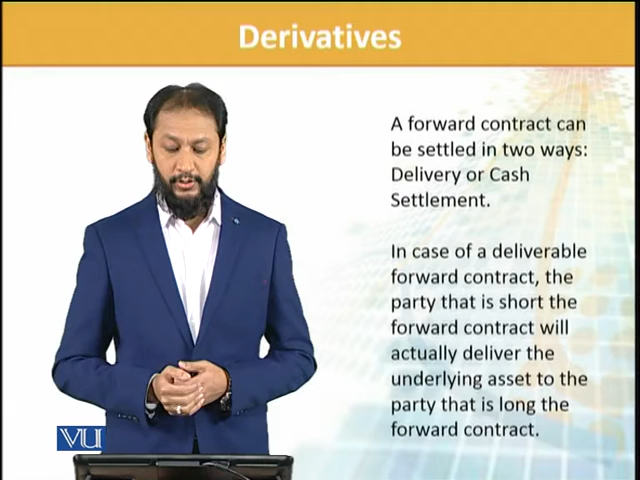 Derivatives
A forward contract can
be settled in two ways:
Delivery or Cash
Settlement.
In case of a deliverable
forward contract, the
party that is short the
forward contract will
actually deliver the
underlying asset to the
party that is long the
forward contract.
VU